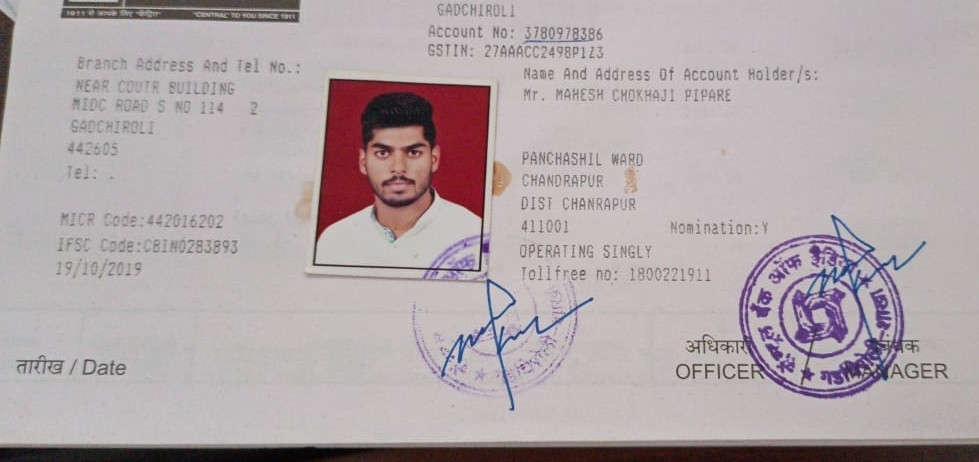 1911 से आपके लिए "केंद्रित" "CENTRAL" TO YOU SINCE 1911
GADCHIROLI
Account No: 3780978386
GSTIN: 27AAACC2498P1Z3
Branch Address And Tel No.:
NEAR COUTR BUILDING
MIDC ROAD S NO 114 2
GADCHIROLI
442605
Tel: .
MICR Code:442016202
IFSC Code:CBIN0283893
19/10/2019
Name And Address Of Account Holder/s:
Mr. MAHESH CHOKHAJI PIPARE
PANCHASHIL WARD
CHANDRAPUR
DIST CHANRAPUR
411001 Nomination:Y
OPERATING SINGLY
Tollfree no: 1800221911
सेन्ट्रल बैंक ऑफ इंडिया
तारीख / Date
अधिकारी
OFFICER MANAGER